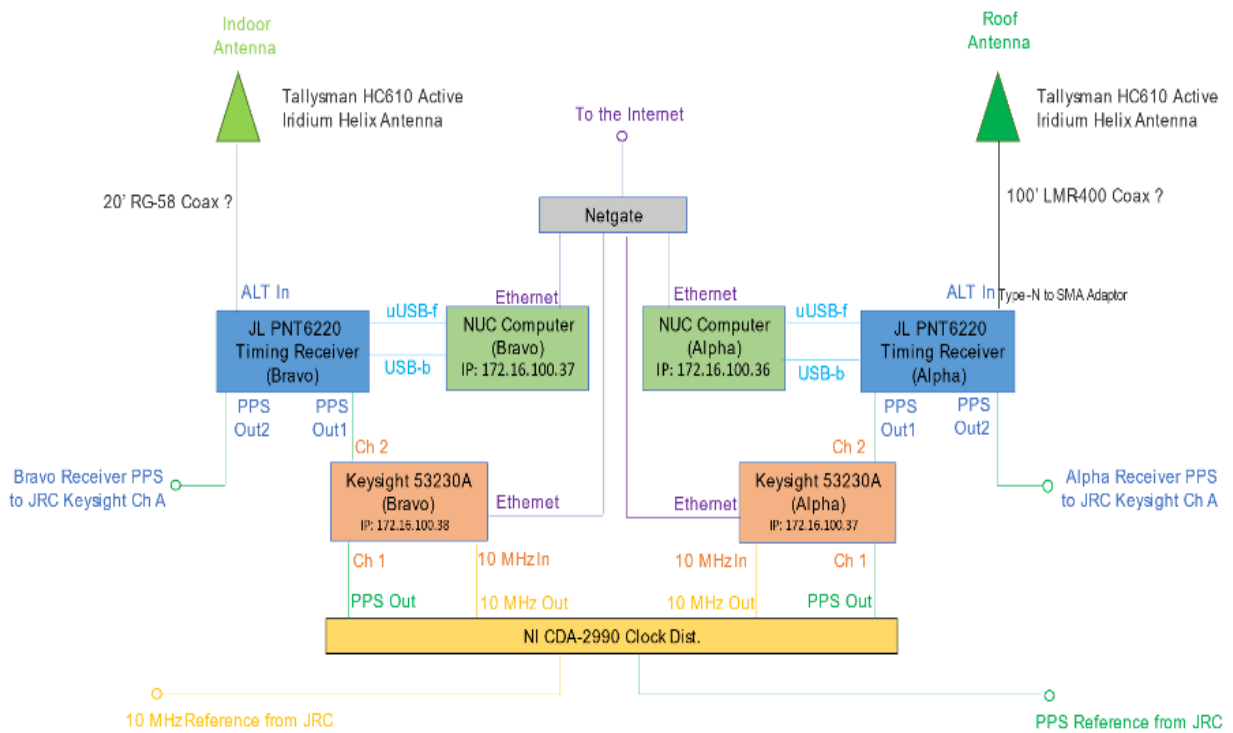 Indoor
Antenna
Roof
Antenna
Tallysman HC610 Active
Iridium Helix Antenna
Tallysman HC610 Active
Iridium Helix Antenna
To the Internet
20' RG-58 Coax ?
100' LMR-400 Coax ?
Netgate
ALT In
uUSB-f
Ethernet
Ethernet
uUSB-f
ALT In
Type-N to SMA Adaptor
JL PNT6220
Timing Receiver
(Bravo)
USB-b
NUC Computer
(Bravo)
IP: 172.16.100.37
NUC Computer
(Alpha)
IP: 172.16.100.36
USB-b
JL PNT6220
Timing Receiver
(Alpha)
PPS
Out2
PPS
Out1
PPS
Out1
PPS
Out2
Ch 2
Ch 2
Bravo Receiver PPS
to JRC Keysight Ch A
Keysight 53230A
(Bravo)
IP: 172.16.100.38
Ethernet
Ethernet
Keysight 53230A
(Alpha)
IP: 172.16.100.37
Alpha Receiver PPS
to JRC Keysight Ch A
Ch 1
10 MHz In
10 MHz In
Ch 1
PPS Out
10 MHz Out
10 MHz Out
PPS Out
NI CDA-2990 Clock Dist.
10 MHz Reference from JRC
PPS Reference from JRC